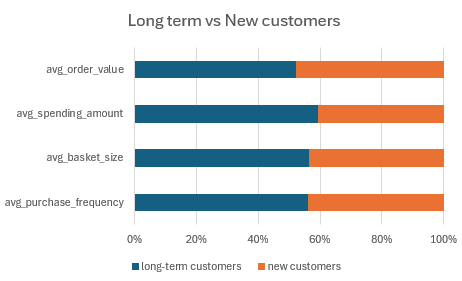 Long term vs New customers
avg_order_value
avg_spending_amount
avg_basket_size
avg_purchase_frequency
0% 20% 40% 60% 80% 100%
long-term customers new customers